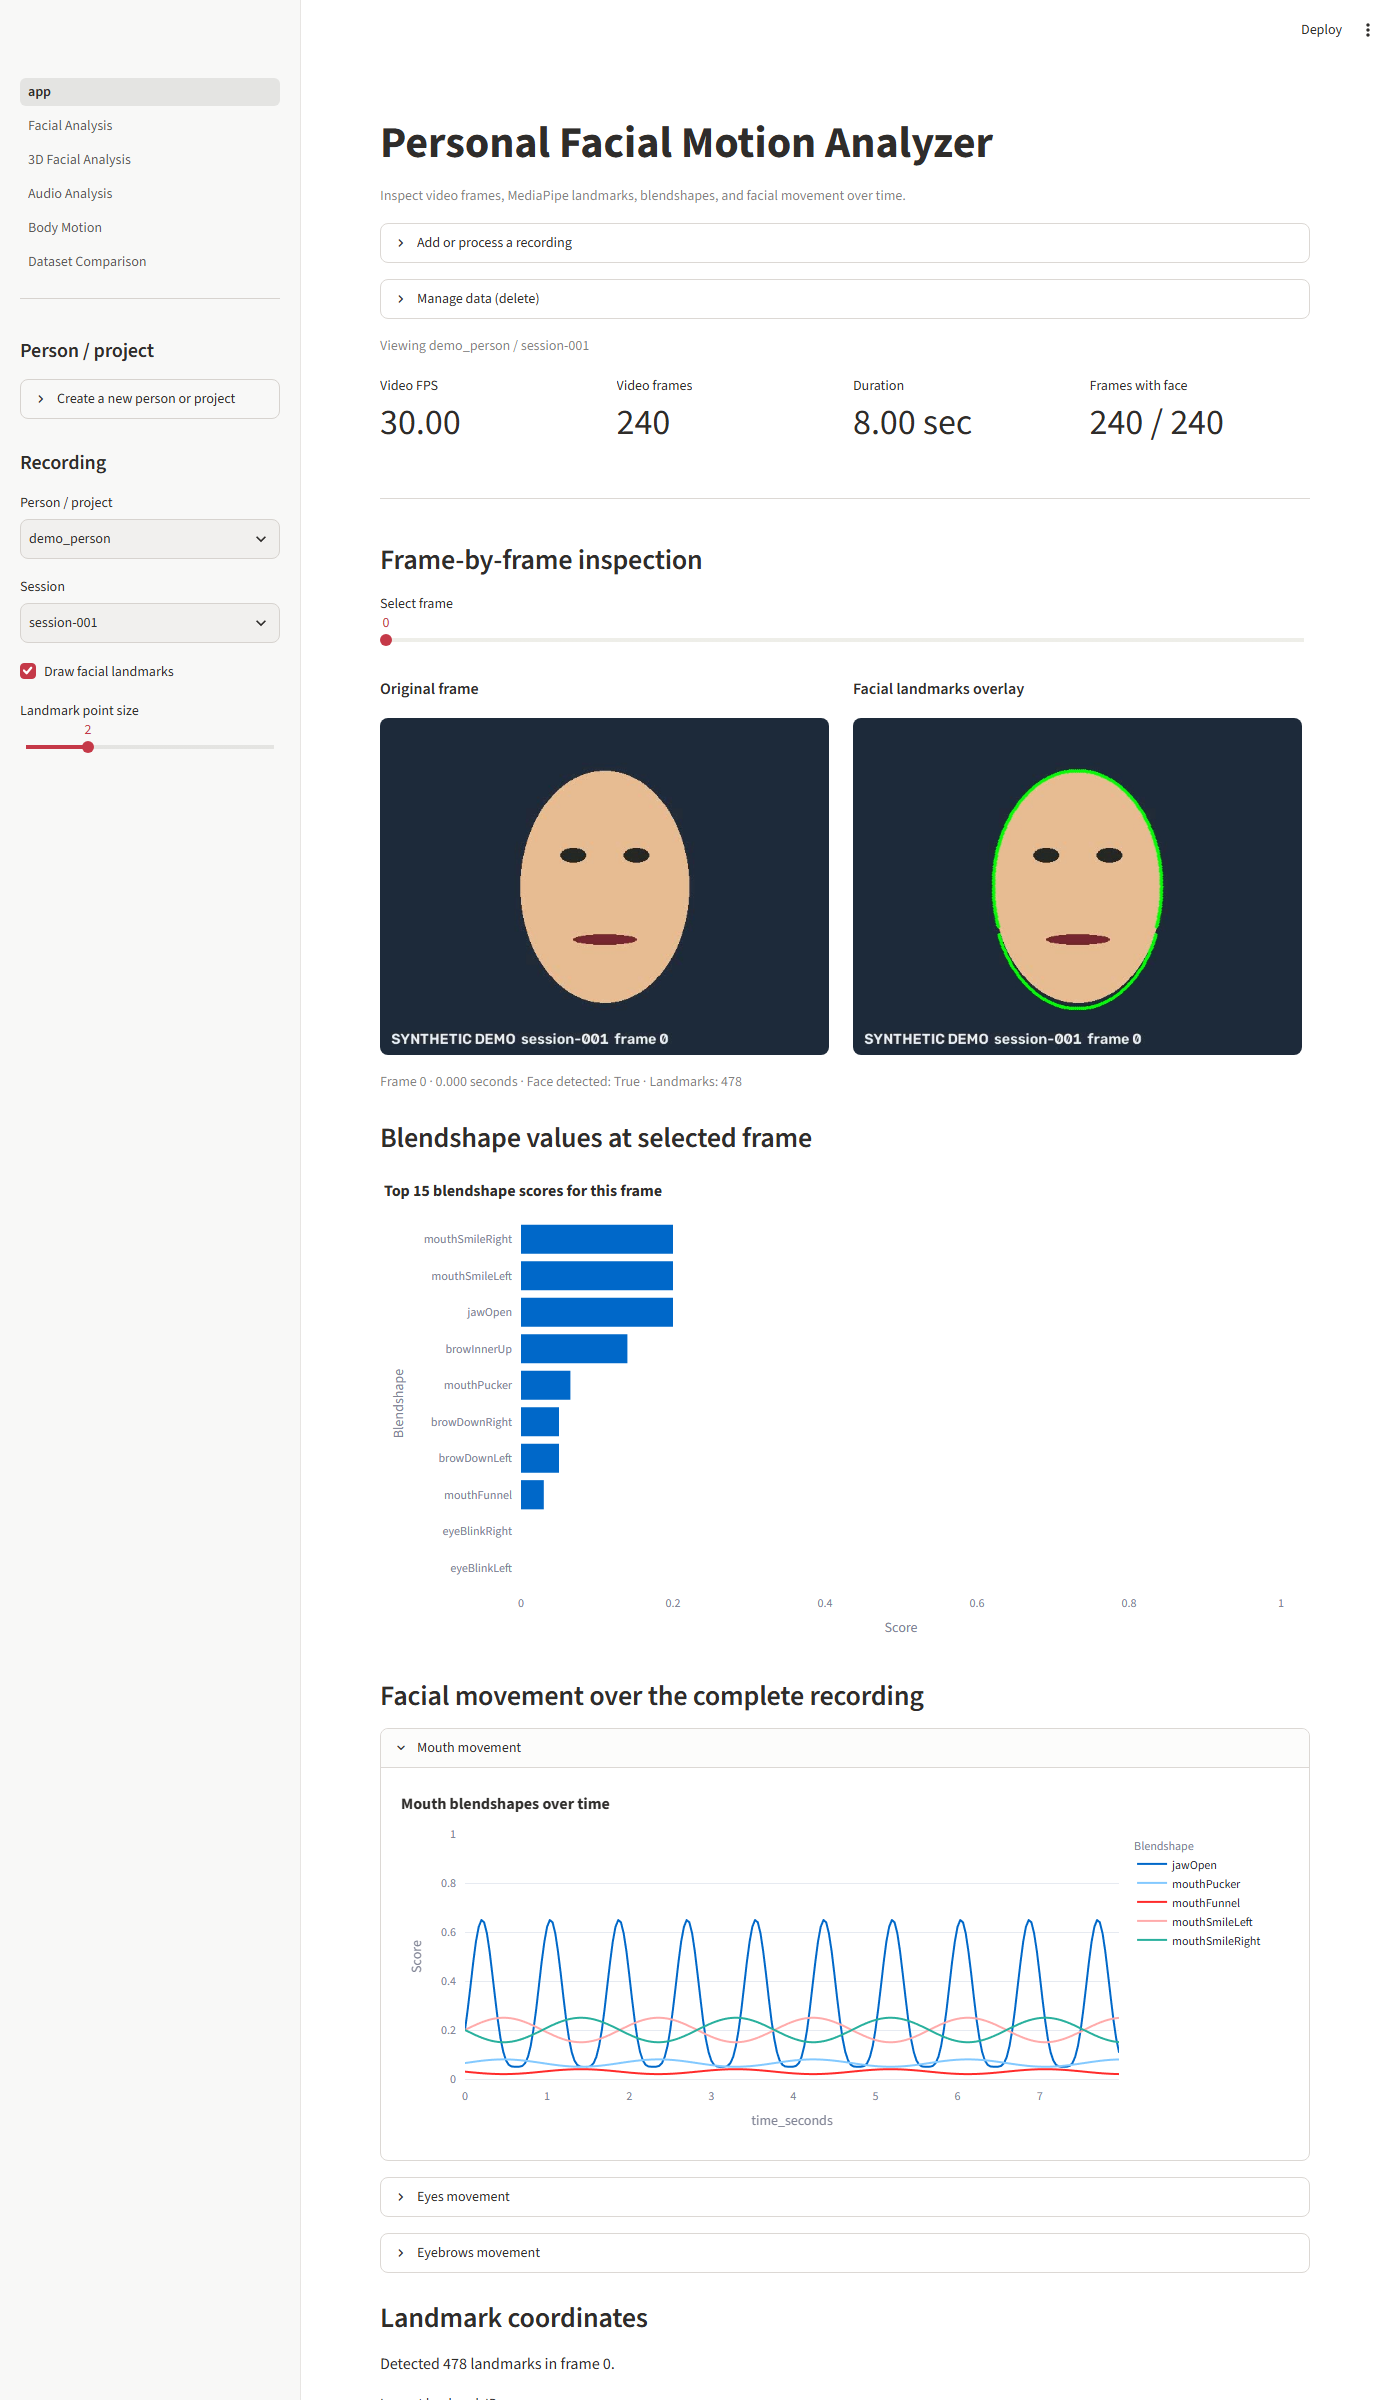 Deploy
app
Facial Analysis
3D Facial Analysis
Audio Analysis
Body Motion
Dataset Comparison
Person / project
Create a new person or project
Recording
Person / project
demo_person
Session
session-001
Draw facial landmarks
Landmark point size
2
Personal Facial Motion Analyzer
Inspect video frames, MediaPipe landmarks, blendshapes, and facial movement over time.
Add or process a recording
Manage data (delete)
Viewing demo_person / session-001
Video FPS
30.00
Video frames
240
Duration
8.00 sec
Frames with face
240 / 240
Frame-by-frame inspection
Select frame
0
Original frame
Facial landmarks overlay
SYNTHETIC DEMO session-001 frame 0
SYNTHETIC DEMO session-001 frame 0
Frame 0 · 0.000 seconds · Face detected: True · Landmarks: 478
Blendshape values at selected frame
Top 15 blendshape scores for this frame
Blendshape
mouthSmileRight
mouthSmileLeft
jawOpen
browInnerUp
mouthPucker
browDownRight
browDownLeft
mouthFunnel
eyeBlinkRight
eyeBlinkLeft
0 0.2 0.4 0.6 0.8 1
Score
Facial movement over the complete recording
Mouth movement
Mouth blendshapes over time
Score
1
0.8
0.6
0.4
0.2
0
0 1 2 3 4 5 6 7
time_seconds
Blendshape
jawOpen
mouthPucker
mouthFunnel
mouthSmileLeft
mouthSmileRight
Eyes movement
Eyebrows movement
Landmark coordinates
Detected 478 landmarks in frame 0.